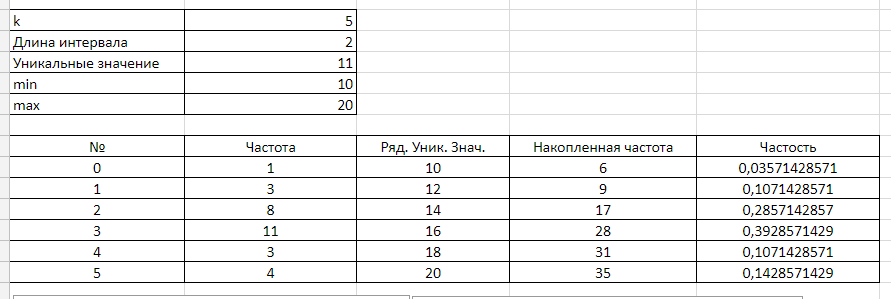 k 5
Длина интервала 2
Уникальные значение 11
min 10
max 20
№ Частота Ряд. Уник. Знач. Накопленная частота Частость
0 1 10 6 0,03571428571
1 3 12 9 0,1071428571
2 8 14 17 0,2857142857
3 11 16 28 0,3928571429
4 3 18 31 0,1071428571
5 4 20 35 0,1428571429